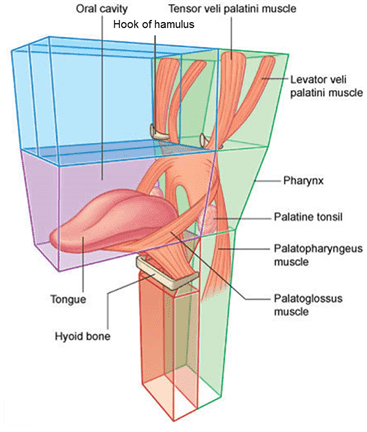 Oral cavity
Tensor veli palatini muscle
Hook of hamulus
Levator veli
palatini muscle
Pharynx
Palatine tonsil
Palatopharyngeus
muscle
Tongue
Palatoglossus
muscle
Hyoid bone